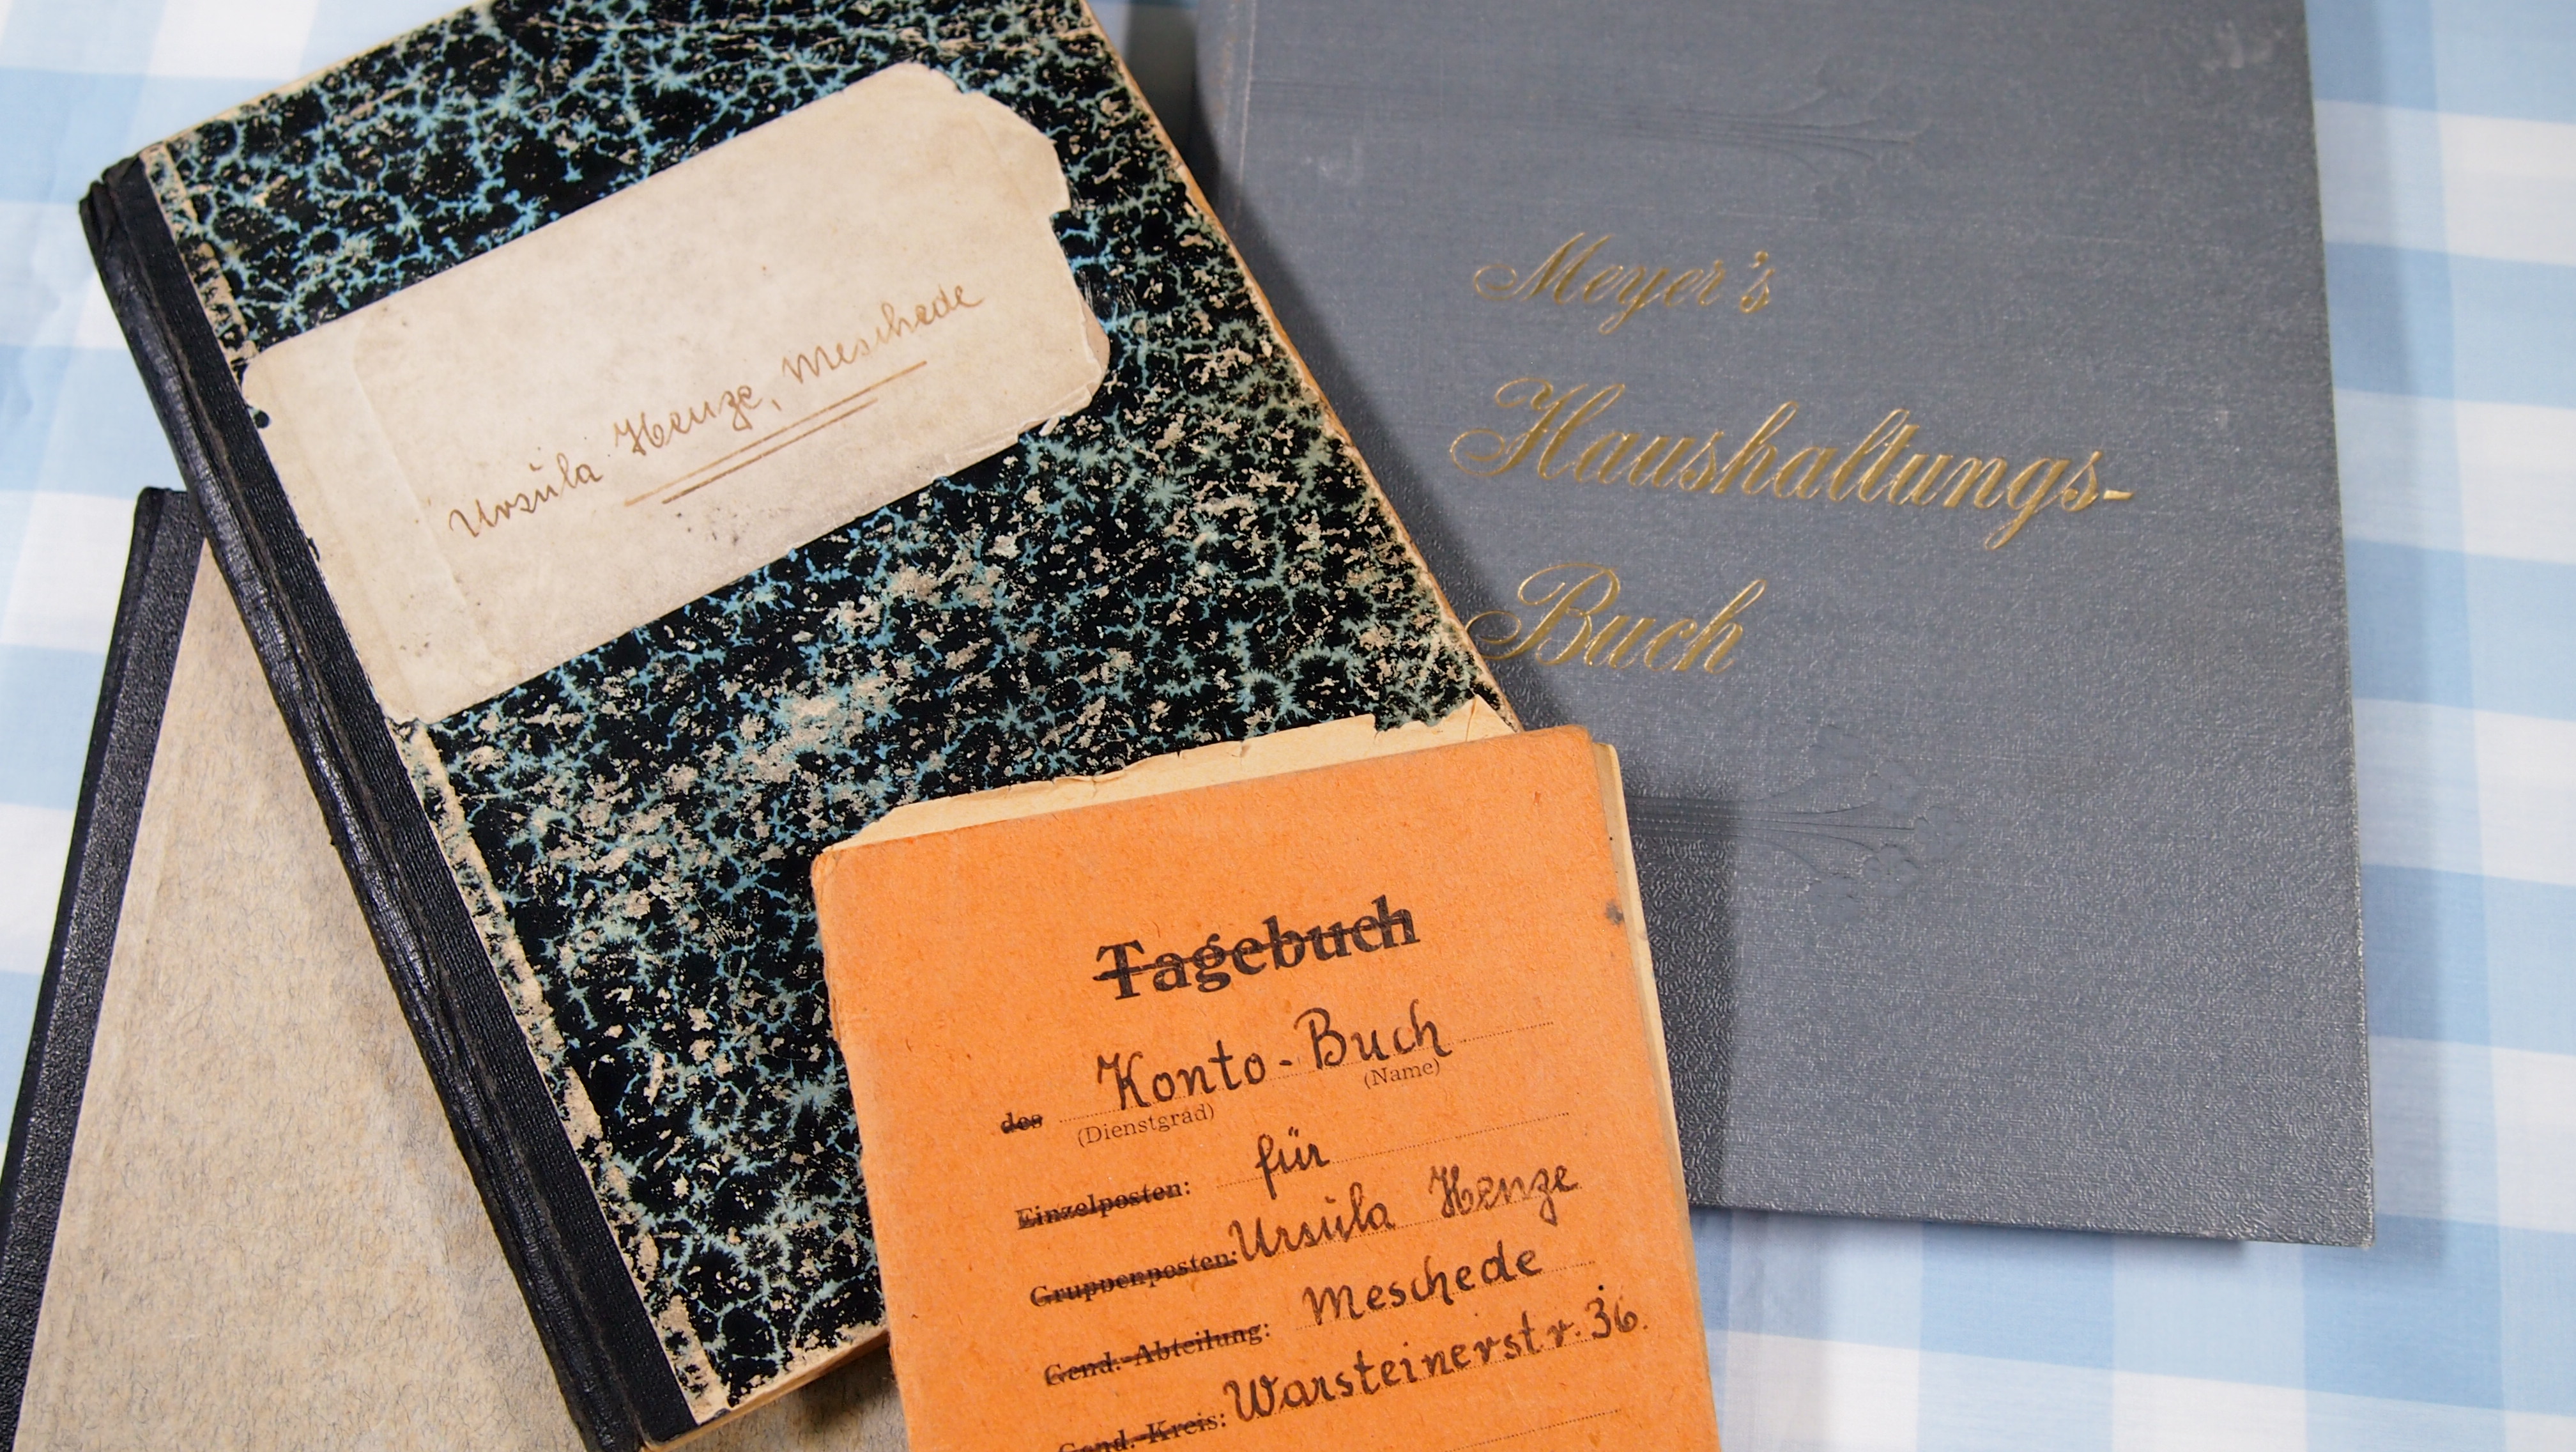 Ursula Henze, Meschede
Meyer's
Haushaltungs-
Buch
Tagebuch
des Konto-Buch
(Dienstgrad) (Name)
Einzelposten: für
Gruppenposten: Ursula Henze
Gend.-Abteilung: Meschede
Gend.-Kreis: Warsteinerstr. 36.